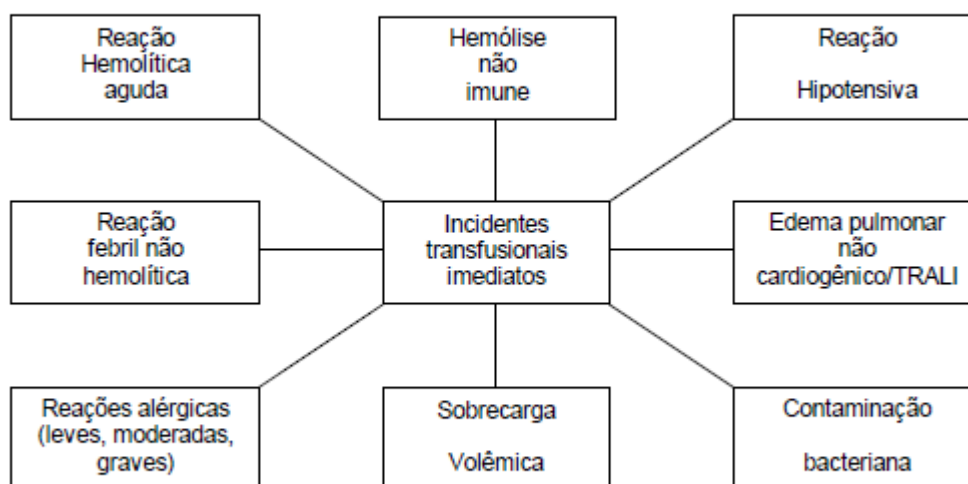 Reação
Hemolítica
aguda
Hemólise
não
imune
Reação
Hipotensiva
Reação
febril não
hemolítica
Incidentes
transfusionais
imediatos
Edema pulmonar
não
cardiogênico/TRALI
Reações alérgicas
(leves, moderadas,
graves)
Sobrecarga
Volêmica
Contaminação
bacteriana